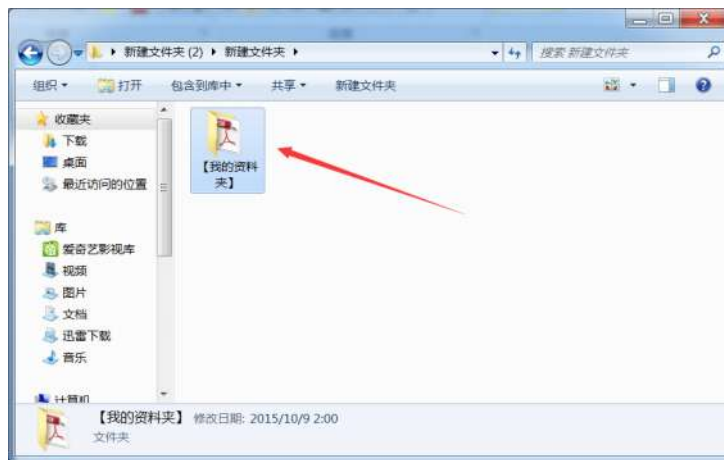 新建文件夹 (2) 新建文件夹
搜索 新建文件夹
组织 打开 包含到库中 共享 新建文件夹
收藏夹
下载
桌面
最近访问的位置
库
爱奇艺影视库
视频
图片
文档
迅雷下载
音乐
计算机
【我的资料
夹】
【我的资料夹】 修改日期: 2015/10/9 2:00
文件夹